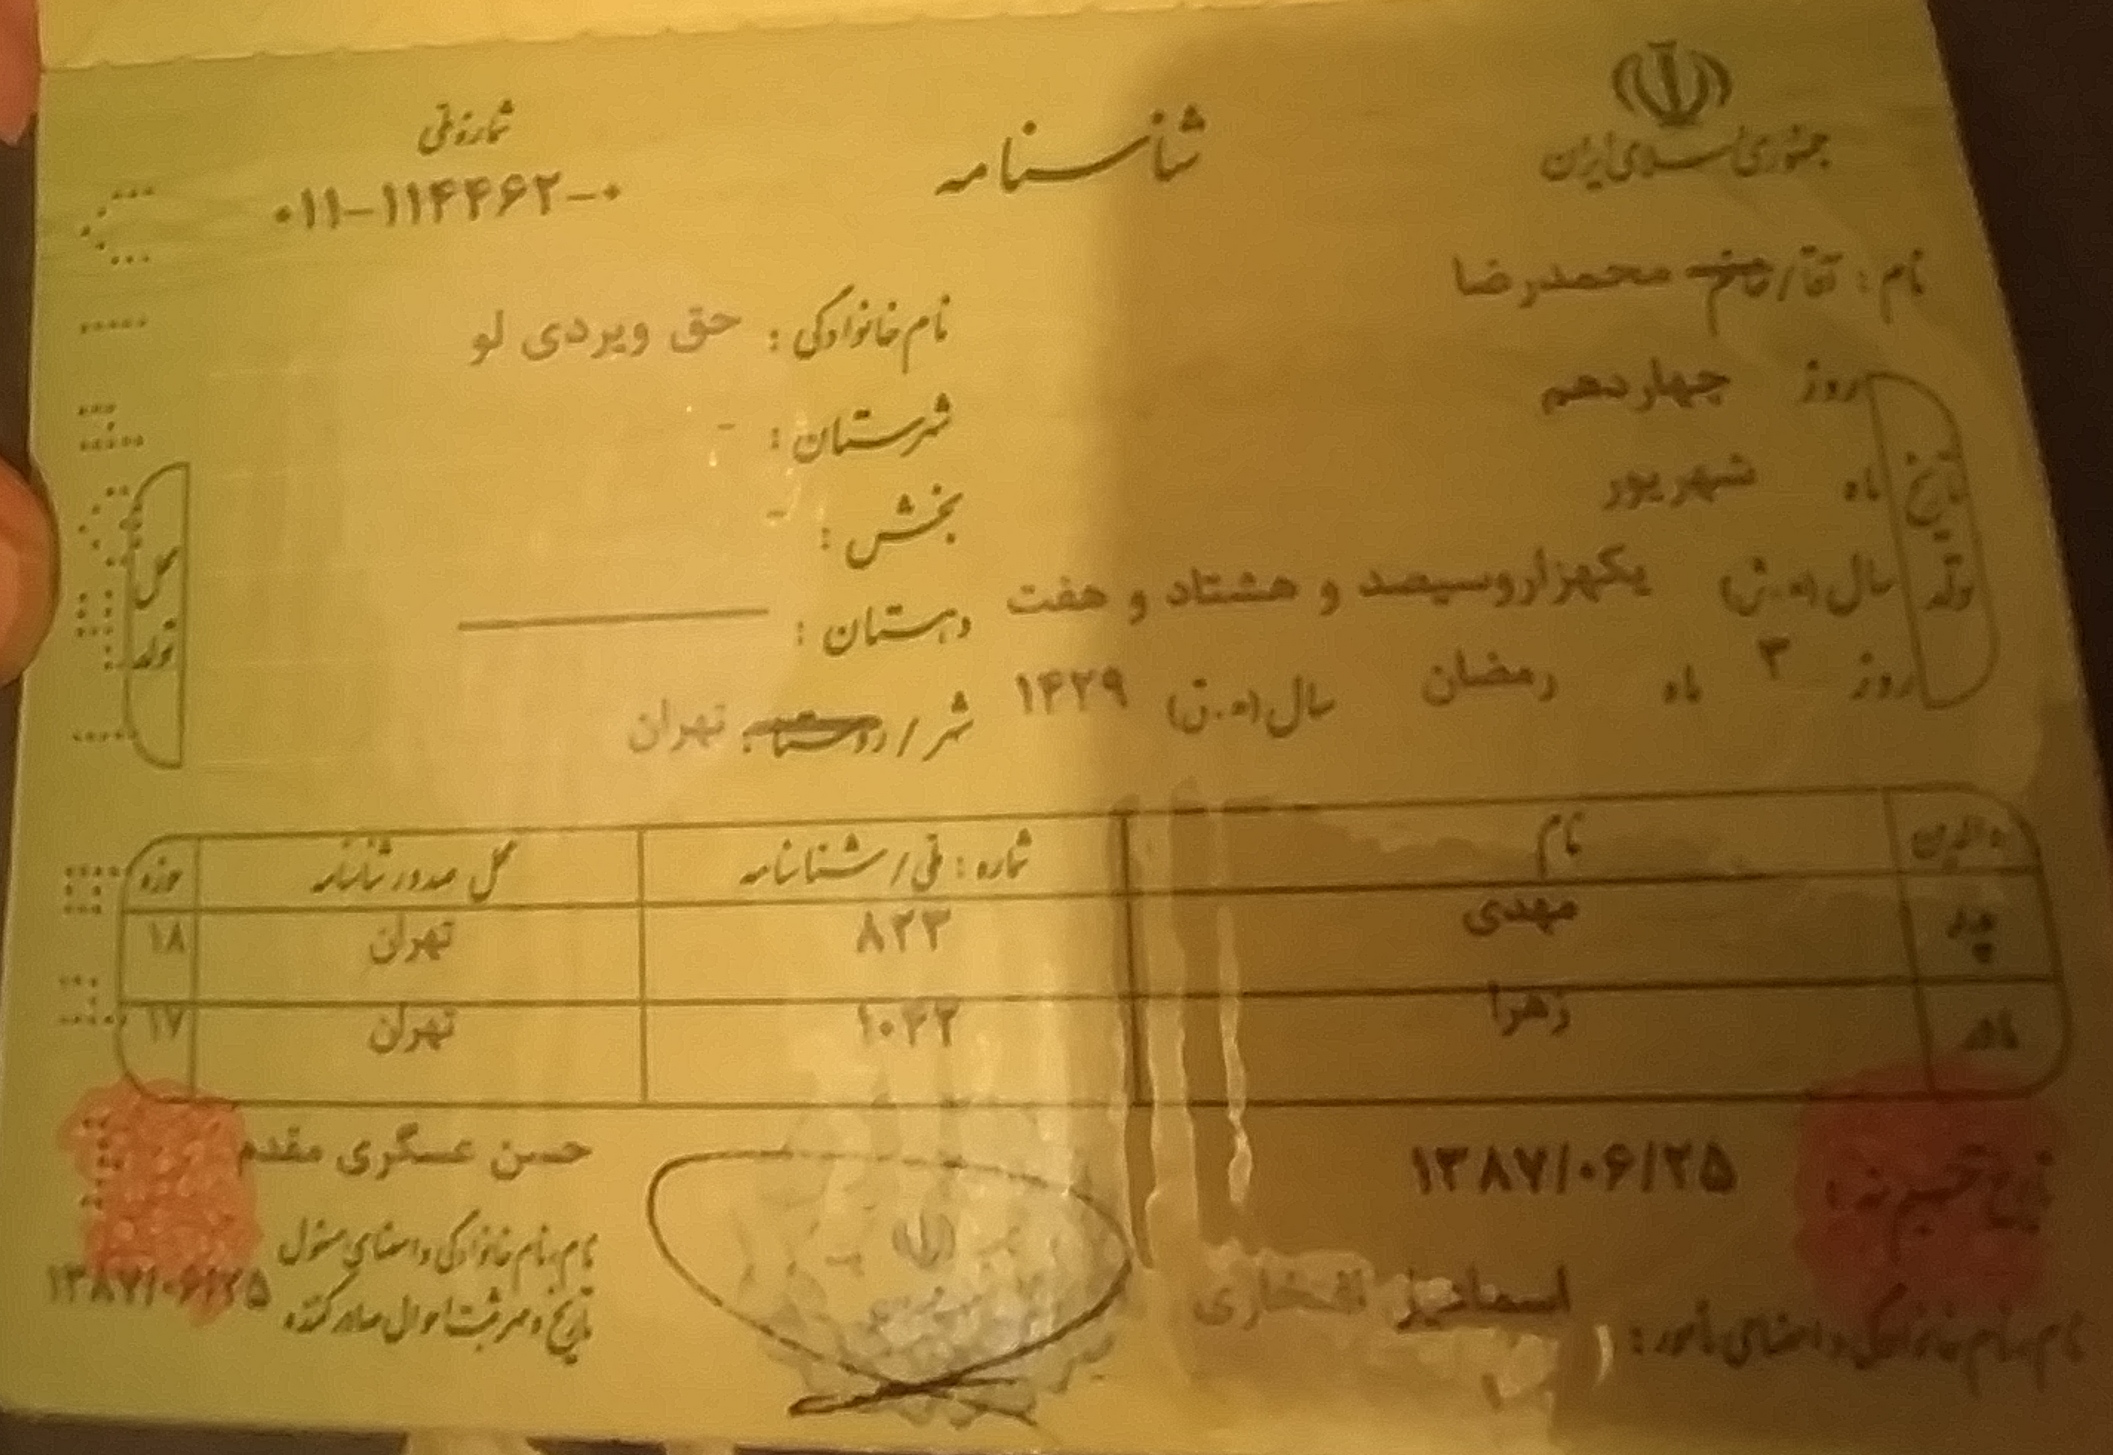 جمهوری اسلامی ایران
شناسنامه
شماره ملی
۰۱۱-۱۱۴۴۶۲-۰
نام : آقا/خانم محمدرضا
نام خانوادگی : حق ویردی لو
تاریخ تولد
روز چهاردهم
ماه شهریور
سال (ه.ش) یکهزاروسیصد و هشتاد و هفت
روز ۳ ماه رمضان سال (ه.ق) ۱۴۲۹
محل تولد
شهرستان : -
بخش : -
دهستان :
شهر / روستا : تهران
والدین نام شماره : ملی / شناسنامه محل صدور شناسنامه حوزه
پدر مهدی ۸۲۳ تهران ۱۸
مادر زهرا ۱۰۴۲ تهران ۱۷
تاریخ تنظیم سند : ۱۳۸۷/۰۶/۲۵
نام، نام خانوادگی و امضای مامور : اسماعیل افتخاری
حسن عسگری مقدم
نام، نام خانوادگی و امضای مسئول
تاریخ و مهر ثبت احوال صادر کننده ۱۳۸۷/۰۶/۲۵